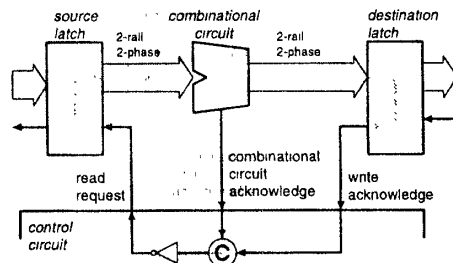 source
latch
2-rail
2-phase
combinational
circuit
2-rail
2-phase
destination
latch
read
request
combinational
circuit
acknowledge
write
acknowledge
control
circuit
C